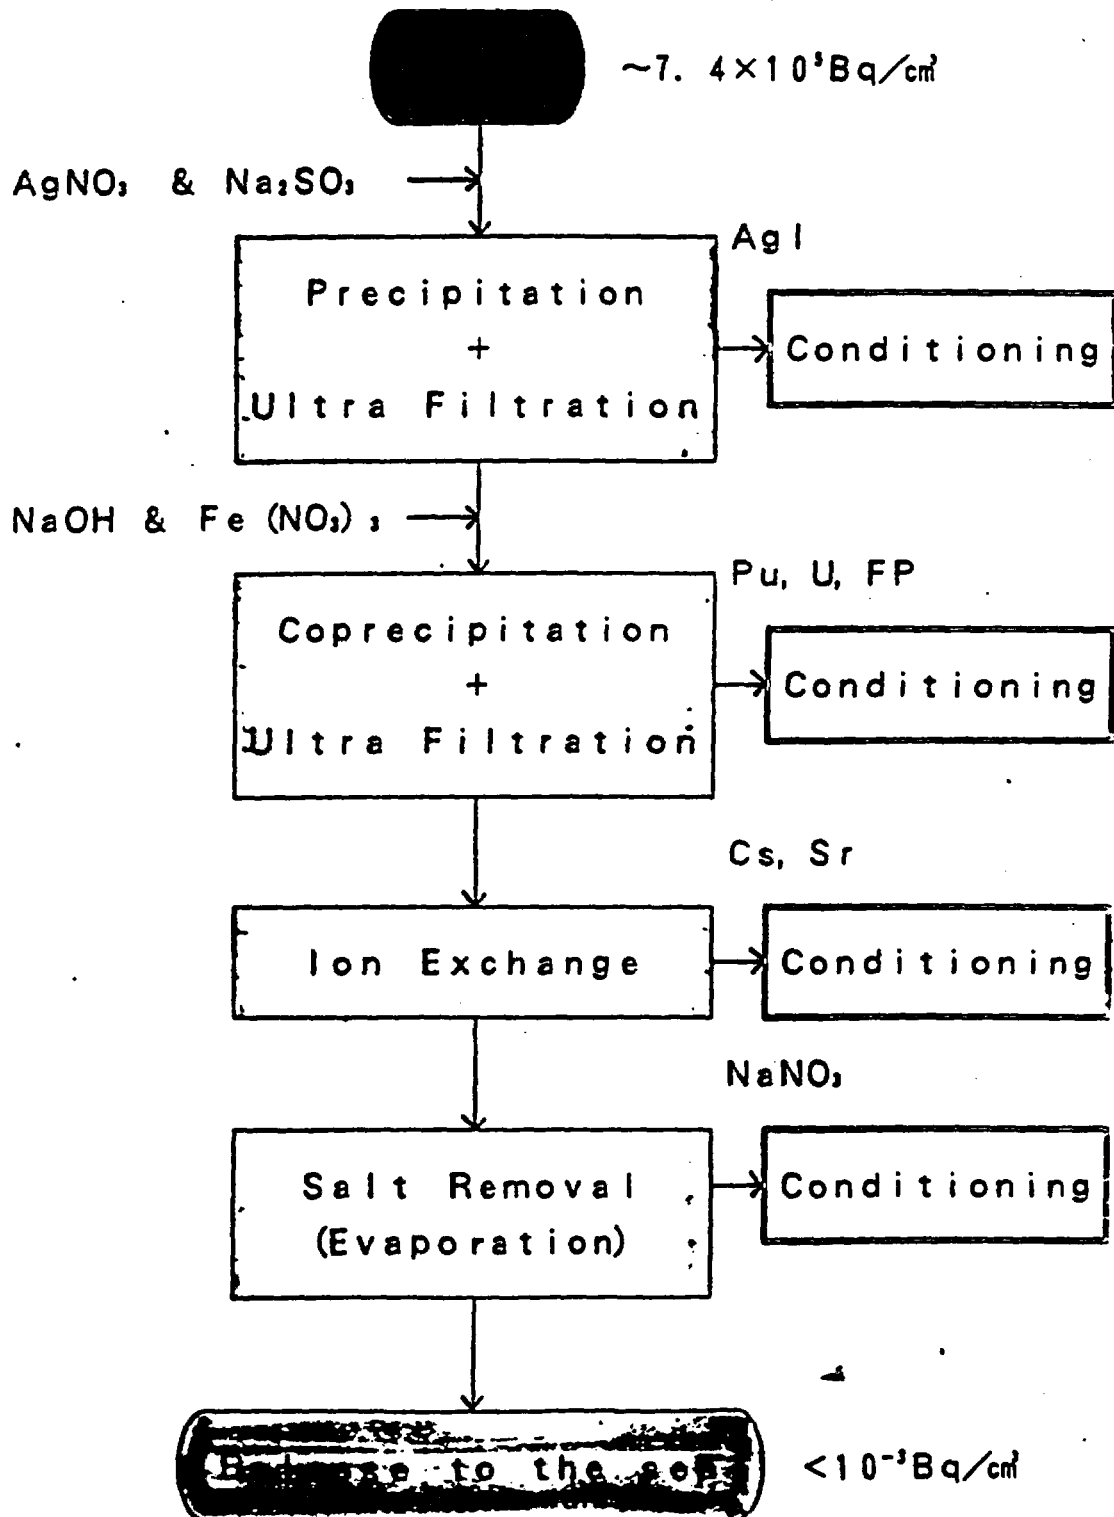 ~7.4×10⁵Bq/cm³
AgNO₃ & Na₂SO₃
AgI
Precipitation
+
Ultra Filtration
Conditioning
NaOH & Fe(NO₃)₃
Pu, U, FP
Coprecipitation
+
Ultra Filtration
Conditioning
Cs, Sr
Ion Exchange
Conditioning
NaNO₃
Salt Removal
(Evaporation)
Conditioning
to the
<10⁻³Bq/cm³